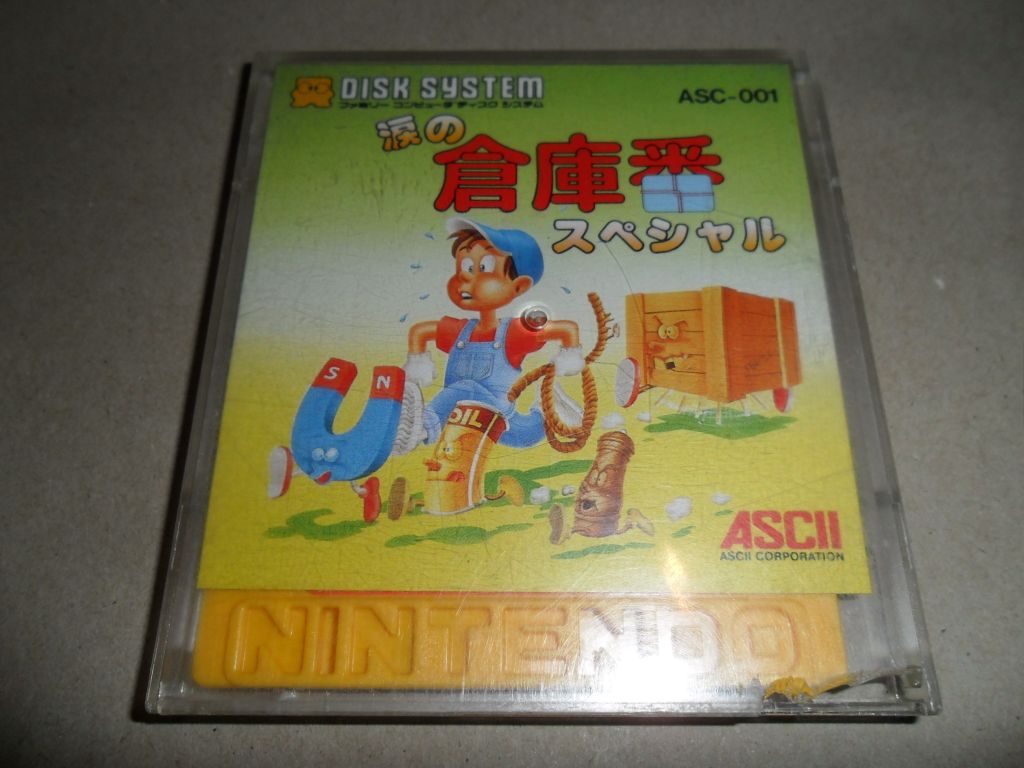 DISK SYSTEM
ファミリー コンピュータ ディスク システム
ASC-001
涙の
倉庫番
スペシャル
S N
OIL
ASCII
ASCII CORPORATION
NINTENDO